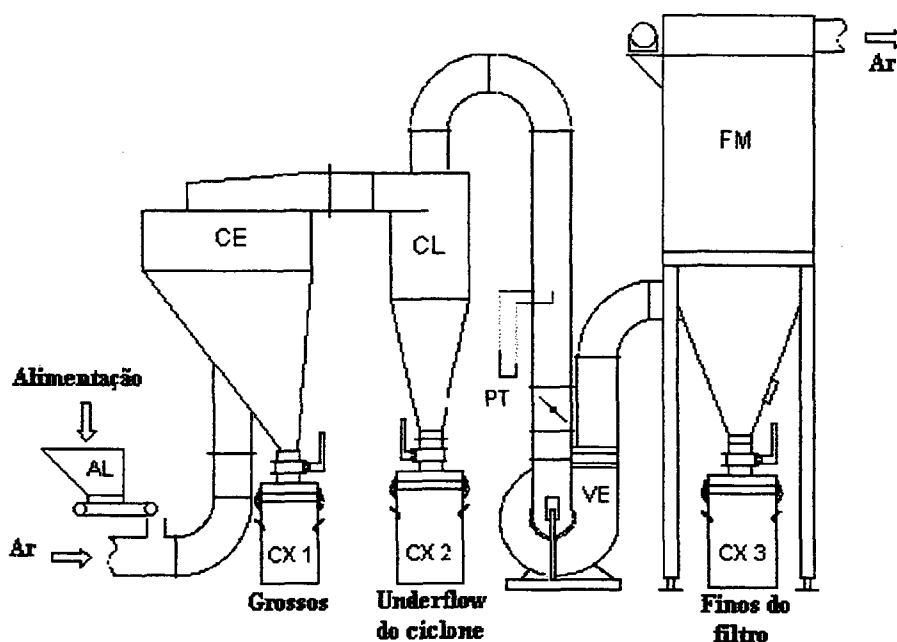 Ar
FM
CE
CL
Alimentação
PT
AL
VE
Ar
CX 1
CX 2
CX 3
Grossos
Underflow
do ciclone
Finos do
filtro